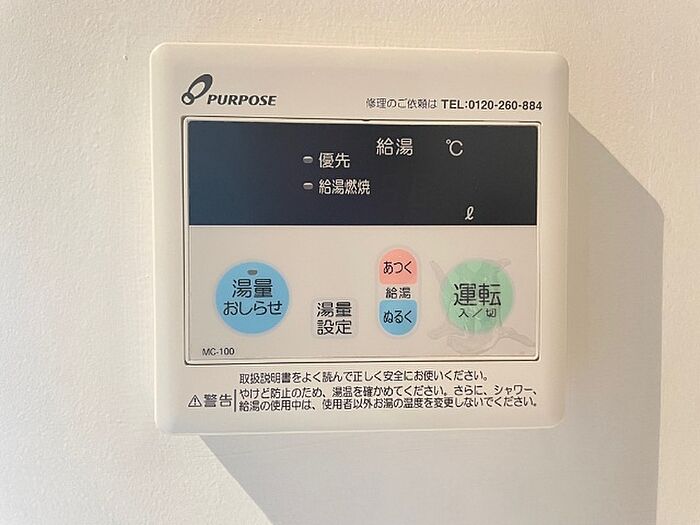 PURPOSE
修理のご依頼は TEL:0120-260-884
給湯 ℃
優先
給湯燃焼
ℓ
湯量
おしらせ
湯量
設定
あつく
給湯
ぬるく
運転
入/切
MC-100
取扱説明書をよく読んで正しく安全にお使いください。
⚠警告 やけど防止のため、湯温を確かめてください。さらに、シャワー、
給湯の使用中は、使用者以外お湯の温度を変更しないでください。